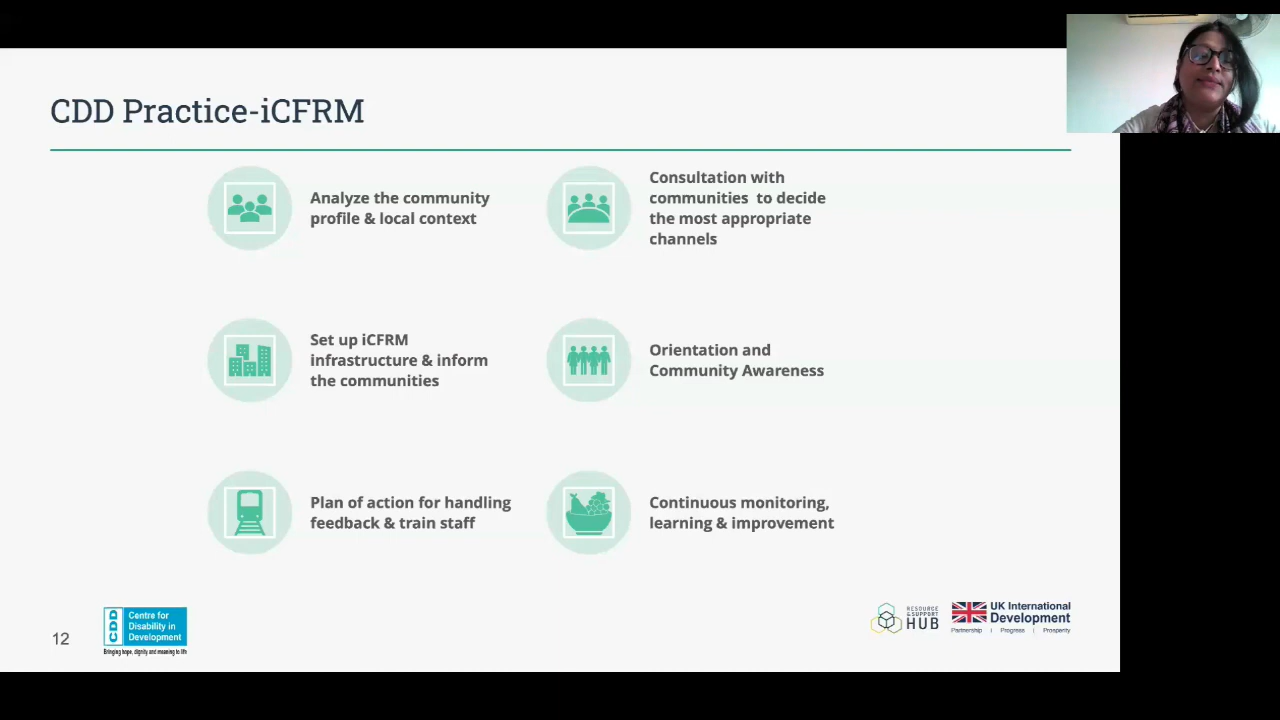 CDD Practice-iCFRM
Analyze the community
profile & local context
Consultation with
communities to decide
the most appropriate
channels
Set up iCFRM
infrastructure & inform
the communities
Orientation and
Community Awareness
Plan of action for handling
feedback & train staff
Continuous monitoring,
learning & improvement
12
CDD
Centre for
Disability in
Development
Bringing hope, dignity and meaning to life
RESOURCE
& SUPPORT
HUB
UK International
Development
Partnership | Progress | Prosperity